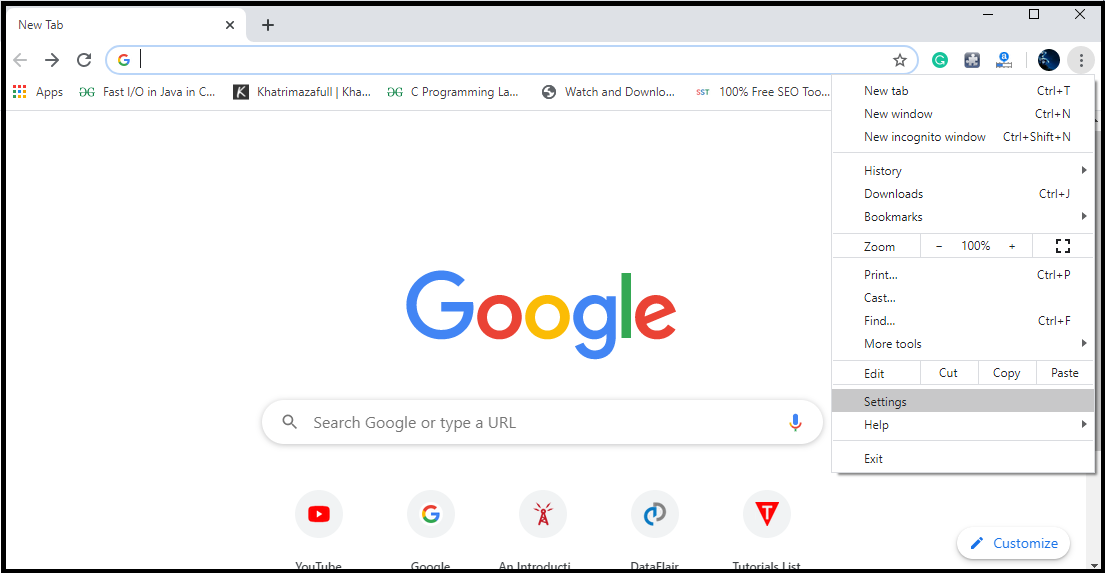 New Tab
Apps Fast I/O in Java in C... Khatrimazafull | Kha... C Programming La... Watch and Downlo... SST 100% Free SEO Too...
New tab Ctrl+T
New window Ctrl+N
New incognito window Ctrl+Shift+N
History
Downloads Ctrl+J
Bookmarks
Zoom - 100% +
Print... Ctrl+P
Cast...
Find... Ctrl+F
More tools
Edit Cut Copy Paste
Settings
Help
Exit
Google
Search Google or type a URL
YouTube Google An Introducti... DataFlair Tutorials List
Customize